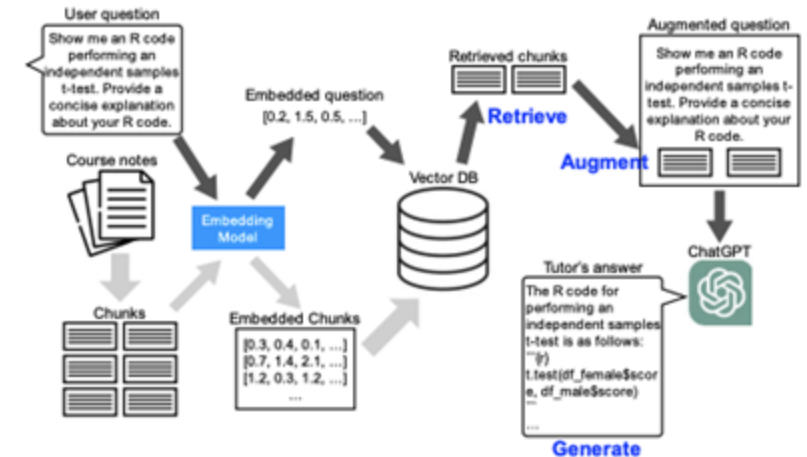 User question
Show me an R code
performing an
independent samples
t-test. Provide a
concise explanation
about your R code.
Course notes
Chunks
Embedding
Model
Embedded question
[0.2, 1.5, 0.5, ...]
Embedded Chunks
[0.3, 0.4, 0.1, ...]
[0.7, 1.4, 2.1, ...]
[1.2, 0.3, 1.2, ...]
...
Vector DB
Retrieved chunks
Retrieve
Augment
Augmented question
Show me an R code
performing an
independent samples t-
test. Provide a concise
explanation about your
R code.
ChatGPT
Tutor's answer
The R code for
performing an
independent samples
t-test is as follows:
```{r}
t.test(df_female$scor
e, df_male$score)
```
...
Generate